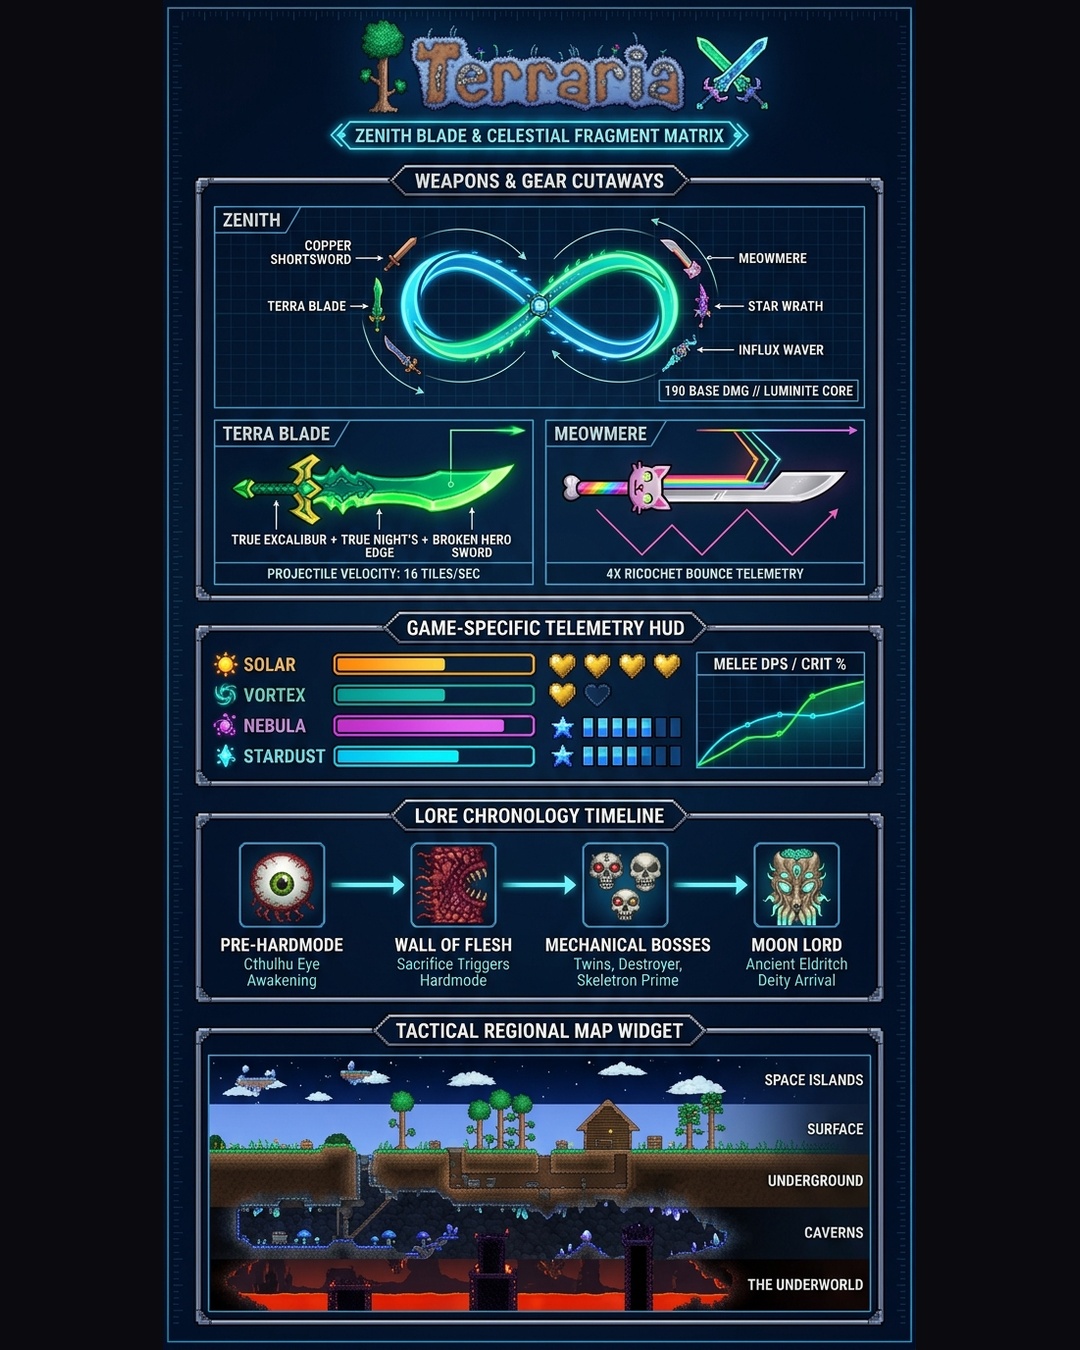 Terraria
ZENITH BLADE & CELESTIAL FRAGMENT MATRIX
WEAPONS & GEAR CUTAWAYS
ZENITH
COPPER
SHORTSWORD
TERRA BLADE
MEOWMERE
STAR WRATH
INFLUX WAVER
190 BASE DMG // LUMINITE CORE
TERRA BLADE
TRUE EXCALIBUR + TRUE NIGHT'S + BROKEN HERO
EDGE SWORD
PROJECTILE VELOCITY: 16 TILES/SEC
MEOWMERE
4X RICOCHET BOUNCE TELEMETRY
GAME-SPECIFIC TELEMETRY HUD
SOLAR
VORTEX
NEBULA
STARDUST
MELEE DPS / CRIT %
LORE CHRONOLOGY TIMELINE
PRE-HARDMODE
Cthulhu Eye
Awakening
WALL OF FLESH
Sacrifice Triggers
Hardmode
MECHANICAL BOSSES
Twins, Destroyer,
Skeletron Prime
MOON LORD
Ancient Eldritch
Deity Arrival
TACTICAL REGIONAL MAP WIDGET
SPACE ISLANDS
SURFACE
UNDERGROUND
CAVERNS
THE UNDERWORLD